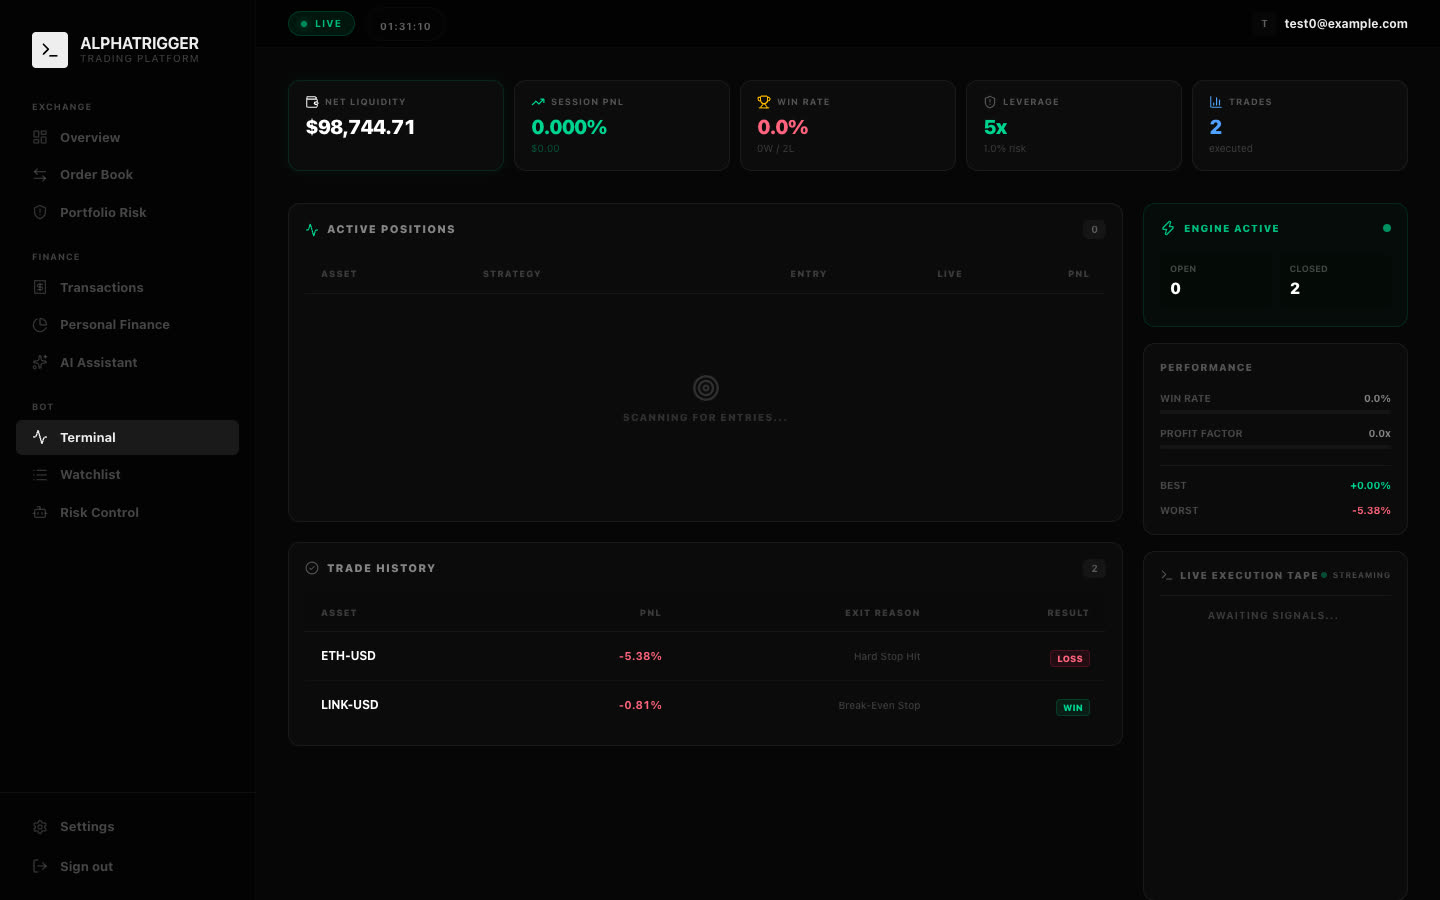 ALPHATRIGGER
TRADING PLATFORM
EXCHANGE
Overview
Order Book
Portfolio Risk
FINANCE
Transactions
Personal Finance
AI Assistant
BOT
Terminal
Watchlist
Risk Control
Settings
Sign out
LIVE
01:31:10
T
test0@example.com
NET LIQUIDITY
$98,744.71
SESSION PNL
0.000%
$0.00
WIN RATE
0.0%
0W / 2L
LEVERAGE
5x
1.0% risk
TRADES
2
executed
ACTIVE POSITIONS
0
ASSET STRATEGY ENTRY LIVE PNL
SCANNING FOR ENTRIES...
TRADE HISTORY
2
ASSET PNL EXIT REASON RESULT
ETH-USD -5.38% Hard Stop Hit LOSS
LINK-USD -0.81% Break-Even Stop WIN
ENGINE ACTIVE
OPEN CLOSED
0 2
PERFORMANCE
WIN RATE 0.0%
PROFIT FACTOR 0.0x
BEST +0.00%
WORST -5.38%
LIVE EXECUTION TAPE STREAMING
AWAITING SIGNALS...